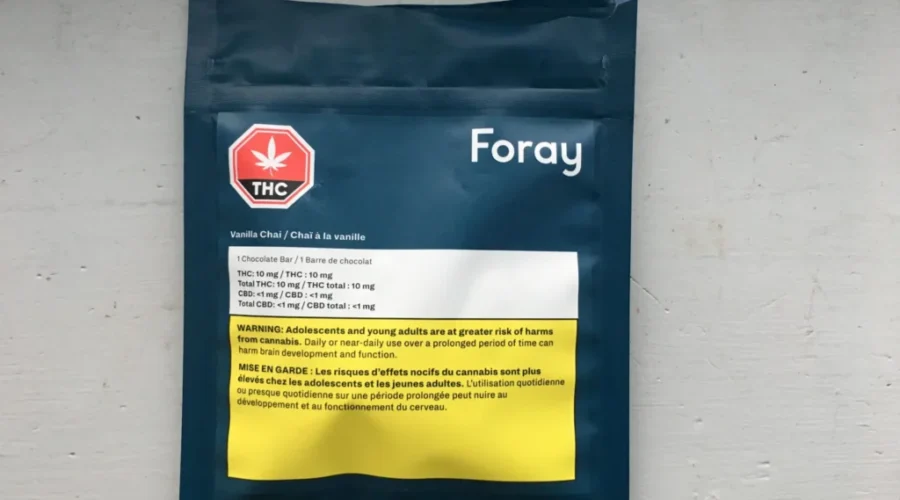 Foray
THC
Vanilla Chai / Chaï à la vanille
1 Chocolate Bar / 1 Barre de chocolat
THC: 10 mg / THC : 10 mg
Total THC: 10 mg / THC total : 10 mg
CBD: <1 mg / CBD : <1 mg
Total CBD: <1 mg / CBD total : <1 mg
WARNING: Adolescents and young adults are at greater risk of harms
from cannabis. Daily or near-daily use over a prolonged period of time can
harm brain development and function.
MISE EN GARDE : Les risques d'effets nocifs du cannabis sont plus
élevés chez les adolescents et les jeunes adultes. L'utilisation quotidienne
ou presque quotidienne sur une période prolongée peut nuire au
développement et au fonctionnement du cerveau.